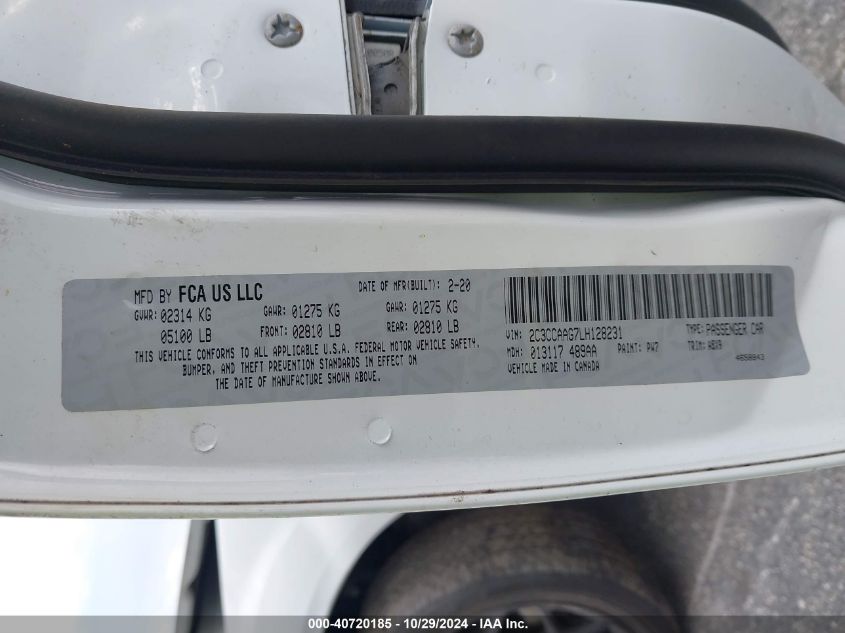 MFD BY FCA US LLC
DATE OF MFR(BUILT): 2-20
GVWR: 02314 KG GAWR: 01275 KG GAWR: 01275 KG
05100 LB FRONT: 02810 LB REAR: 02810 LB
THIS VEHICLE CONFORMS TO ALL APPLICABLE U.S.A. FEDERAL MOTOR VEHICLE SAFETY,
BUMPER, AND THEFT PREVENTION STANDARDS IN EFFECT ON
THE DATE OF MANUFACTURE SHOWN ABOVE.
VIN: 2C3CCAAG7LH128231 TYPE: PASSENGER CAR
MDH: 013117 489AA PAINT: PW7 TRIM: ABX9
VEHICLE MADE IN CANADA
000-40720185 - 10/29/2024 - IAA Inc.